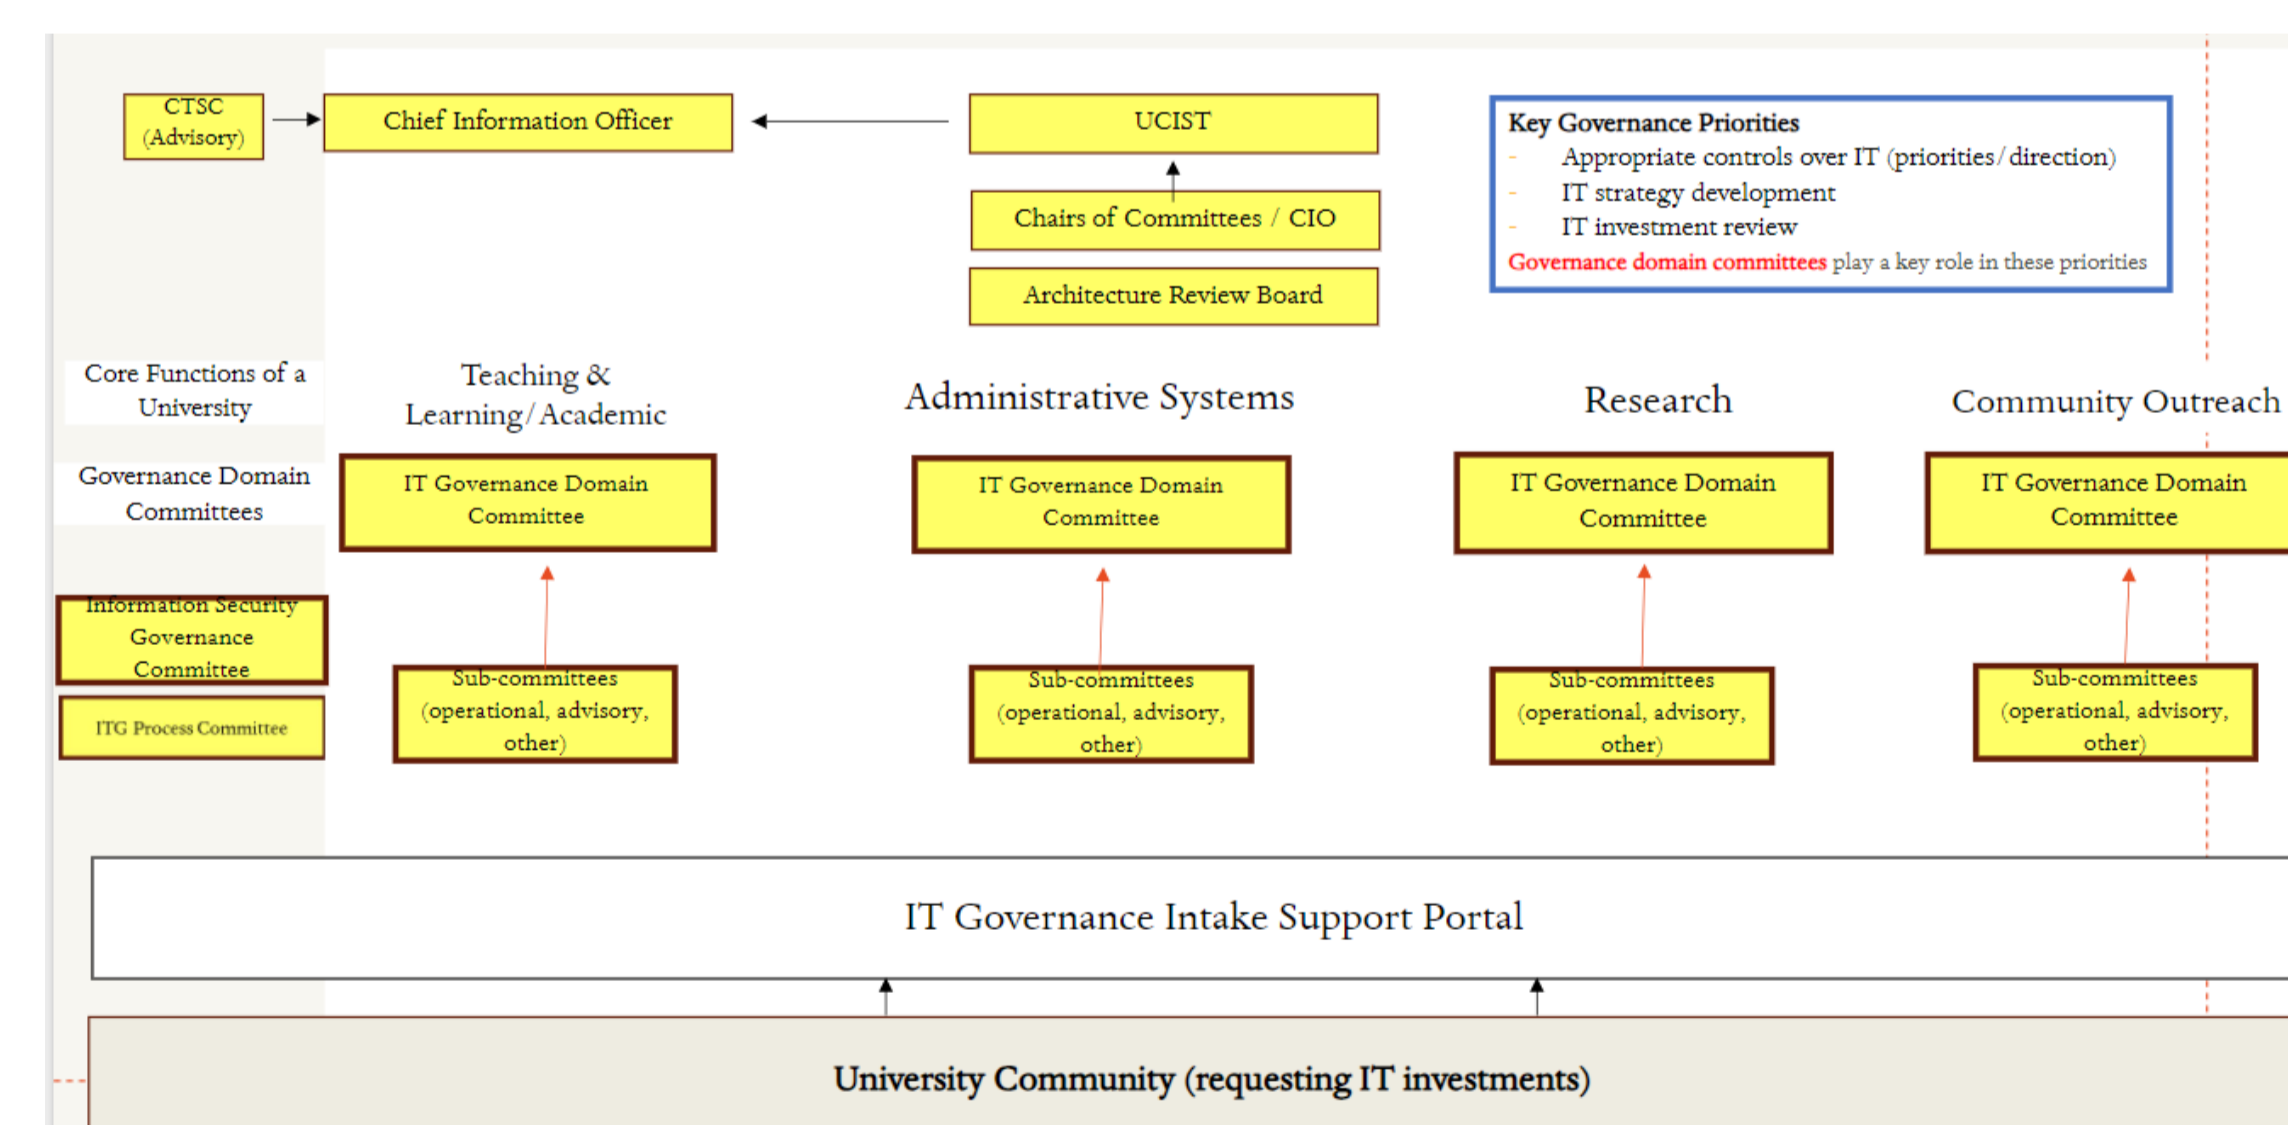 CTSC
(Advisory)
Chief Information Officer
UCIST
Chairs of Committees / CIO
Architecture Review Board
Key Governance Priorities
- Appropriate controls over IT (priorities/direction)
- IT strategy development
- IT investment review
Governance domain committees play a key role in these priorities
Core Functions of a
University
Teaching &
Learning/Academic
Administrative Systems
Research
Community Outreach
Governance Domain
Committees
IT Governance Domain
Committee
IT Governance Domain
Committee
IT Governance Domain
Committee
IT Governance Domain
Committee
Information Security
Governance
Committee
ITG Process Committee
Sub-committees
(operational, advisory,
other)
Sub-committees
(operational, advisory,
other)
Sub-committees
(operational, advisory,
other)
Sub-committees
(operational, advisory,
other)
IT Governance Intake Support Portal
University Community (requesting IT investments)